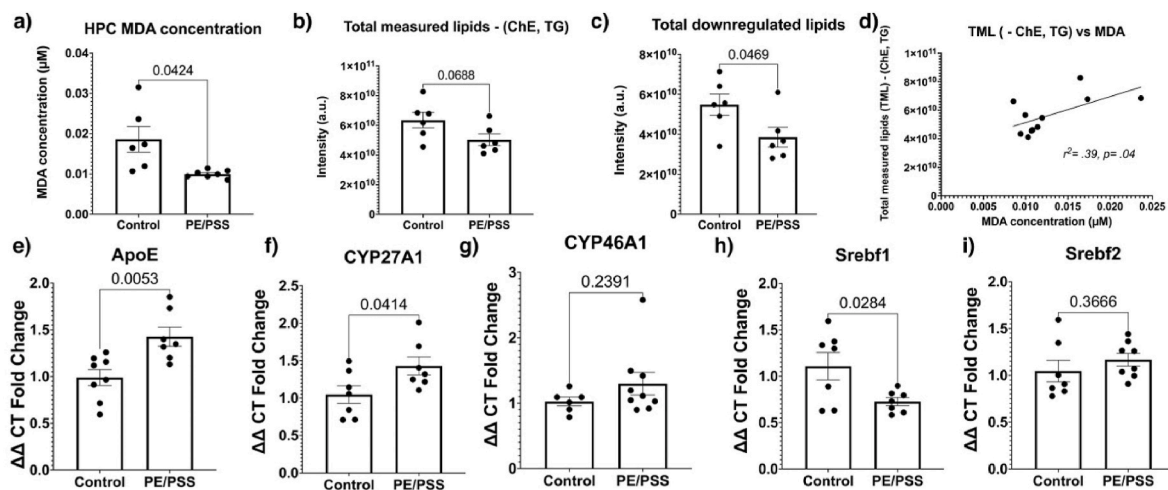 a) HPC MDA concentration
MDA concentration (μM)
0.04
0.03
0.02
0.01
0.00
0.0424
Control PE/PSS
b) Total measured lipids - (ChE, TG)
Intensity (a.u.)
1×10¹¹
8×10¹⁰
6×10¹⁰
4×10¹⁰
2×10¹⁰
0
0.0688
Control PE/PSS
c) Total downregulated lipids
Intensity (a.u.)
8×10¹⁰
6×10¹⁰
4×10¹⁰
2×10¹⁰
0
0.0469
Control PE/PSS
d) TML ( - ChE, TG) vs MDA
Total measured lipids (TML) - (ChE, TG)
1×10¹¹
8×10¹⁰
6×10¹⁰
4×10¹⁰
2×10¹⁰
0
r²= .39, p= .04
0.000 0.005 0.010 0.015 0.020 0.025
MDA concentration (μM)
e) ApoE
ΔΔ CT Fold Change
2.0
1.5
1.0
0.5
0.0
0.0053
Control PE/PSS
f) CYP27A1
ΔΔ CT Fold Change
2.5
2.0
1.5
1.0
0.5
0.0
0.0414
Control PE/PSS
g) CYP46A1
ΔΔ CT Fold Change
3
2
1
0
0.2391
Control PE/PSS
h) Srebf1
ΔΔ CT Fold Change
2.0
1.5
1.0
0.5
0.0
0.0284
Control PE/PSS
i) Srebf2
ΔΔ CT Fold Change
2.0
1.5
1.0
0.5
0.0
0.3666
Control PE/PSS